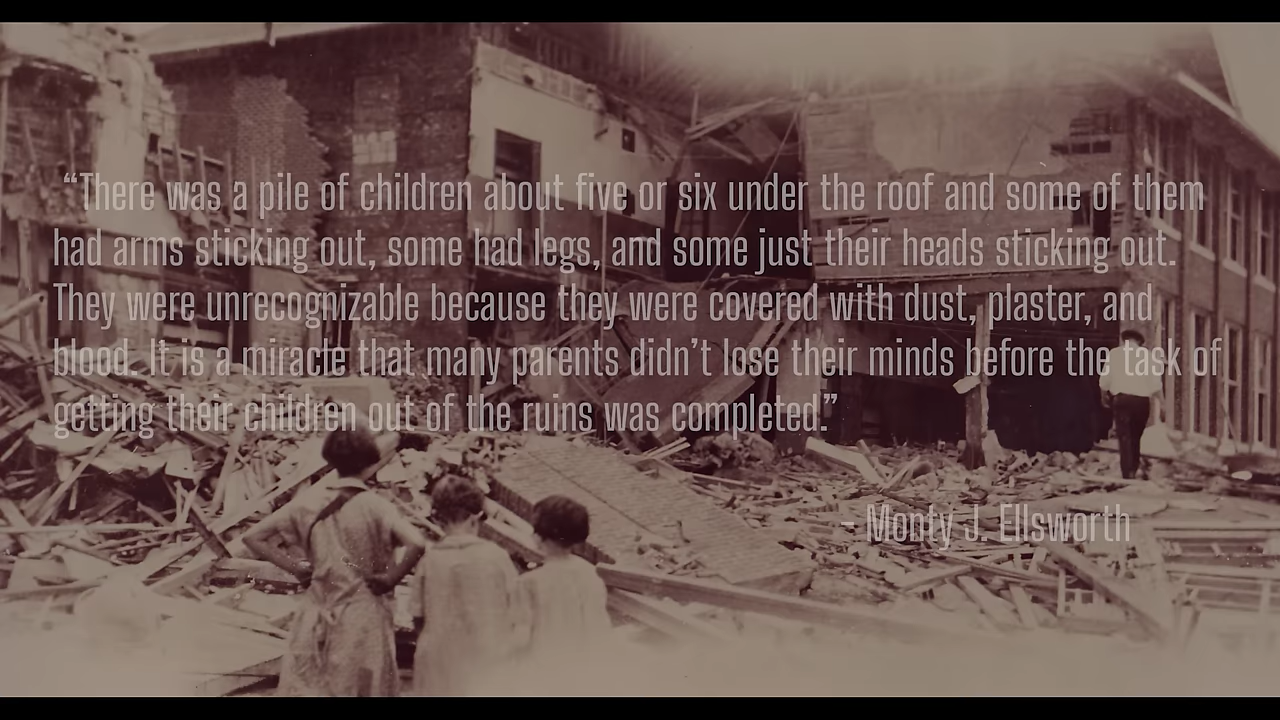 “There was a pile of children about five or six under the roof and some of them
had arms sticking out, some had legs, and some just their heads sticking out.
They were unrecognizable because they were covered with dust, plaster, and
blood. It is a miracle that many parents didn’t lose their minds before the task of
getting their children out of the ruins was completed.”
- Monty J. Ellsworth